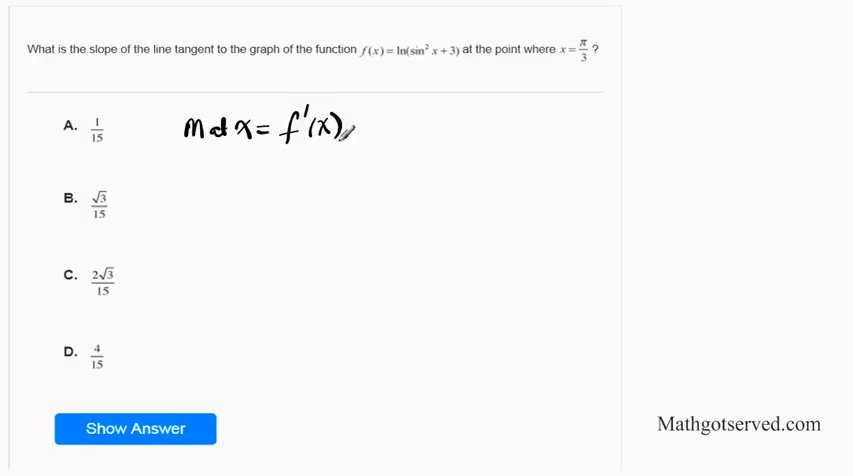 What is the slope of the line tangent to the graph of the function f(x) = ln(sin² x + 3) at the point where x = π/3 ?
A. 1/15
m at x = f'(x)
B. √3/15
C. 2√3/15
D. 4/15
Show Answer
Mathgotserved.com